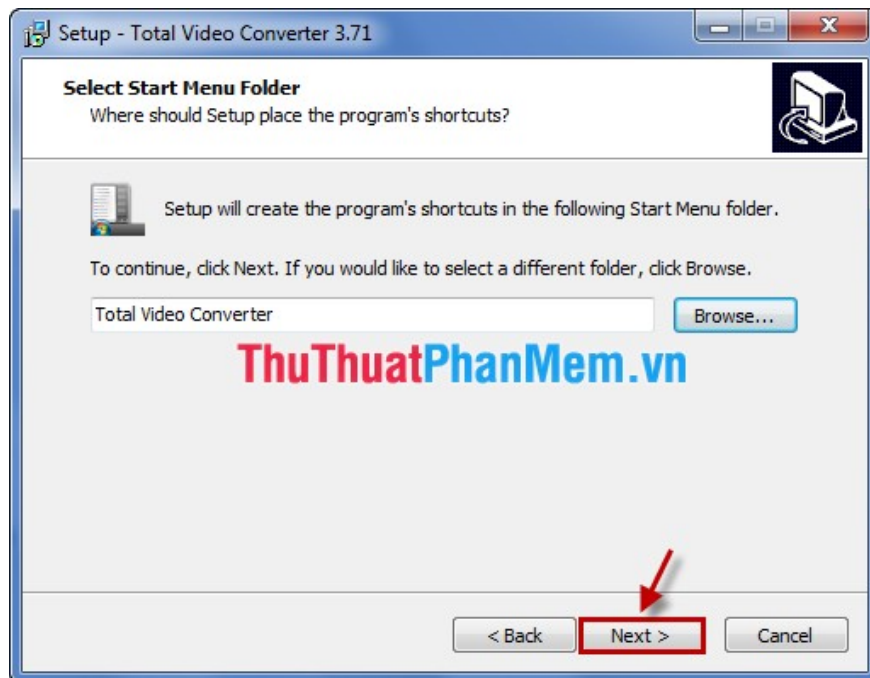 Setup - Total Video Converter 3.71
Select Start Menu Folder
Where should Setup place the program's shortcuts?
Setup will create the program's shortcuts in the following Start Menu folder.
To continue, click Next. If you would like to select a different folder, click Browse.
Total Video Converter
Browse...
ThuThuatPhanMem.vn
< Back
Next >
Cancel